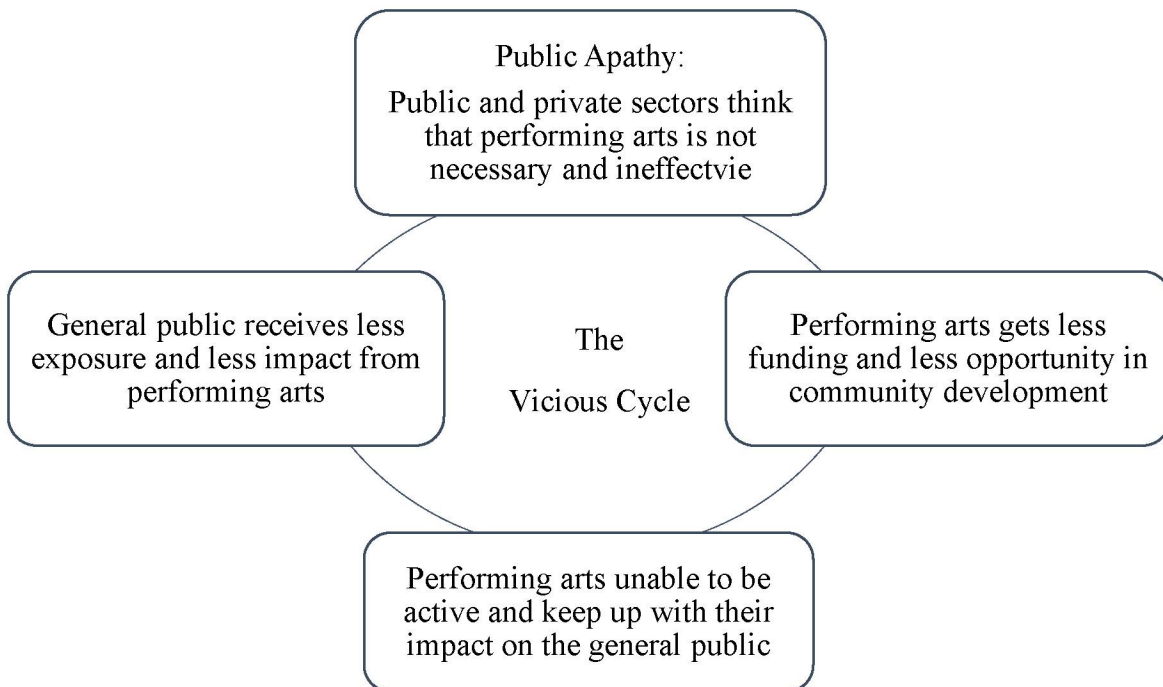 Public Apathy:
Public and private sectors think
that performing arts is not
necessary and ineffectvie
General public receives less
exposure and less impact from
performing arts
The
Vicious Cycle
Performing arts gets less
funding and less opportunity in
community development
Performing arts unable to be
active and keep up with their
impact on the general public